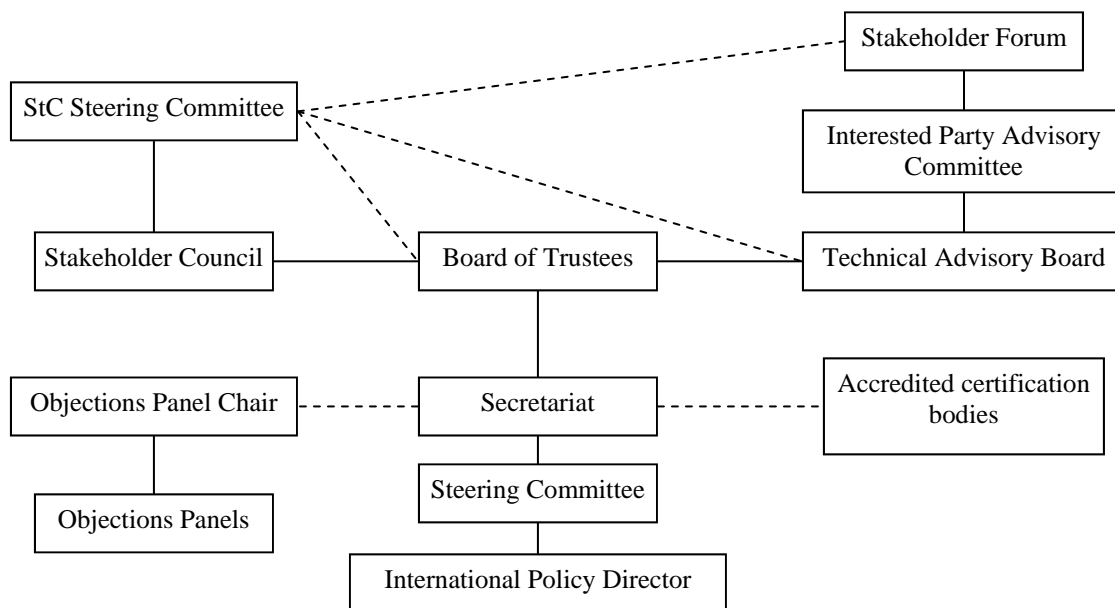 Stakeholder Forum
StC Steering Committee
Interested Party Advisory
Committee
Stakeholder Council
Board of Trustees
Technical Advisory Board
Objections Panel Chair
Secretariat
Accredited certification
bodies
Steering Committee
Objections Panels
International Policy Director